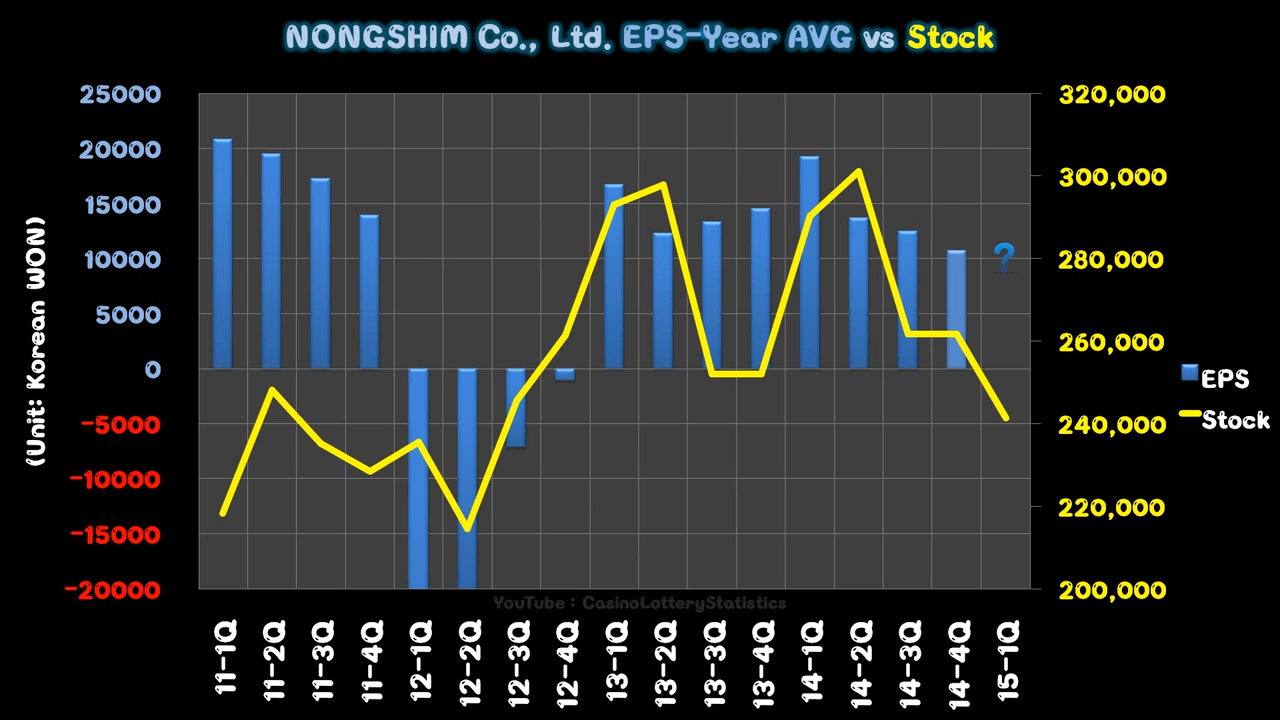 NONGSHIM Co., Ltd. EPS-Year AVG vs Stock
(Unit: Korean WON)
25000
20000
15000
10000
5000
0
-5000
-10000
-15000
-20000
320,000
300,000
280,000
260,000
240,000
220,000
200,000
?
EPS
Stock
YouTube : CasinoLotteryStatistics
11-1Q
11-2Q
11-3Q
11-4Q
12-1Q
12-2Q
12-3Q
12-4Q
13-1Q
13-2Q
13-3Q
13-4Q
14-1Q
14-2Q
14-3Q
14-4Q
15-1Q